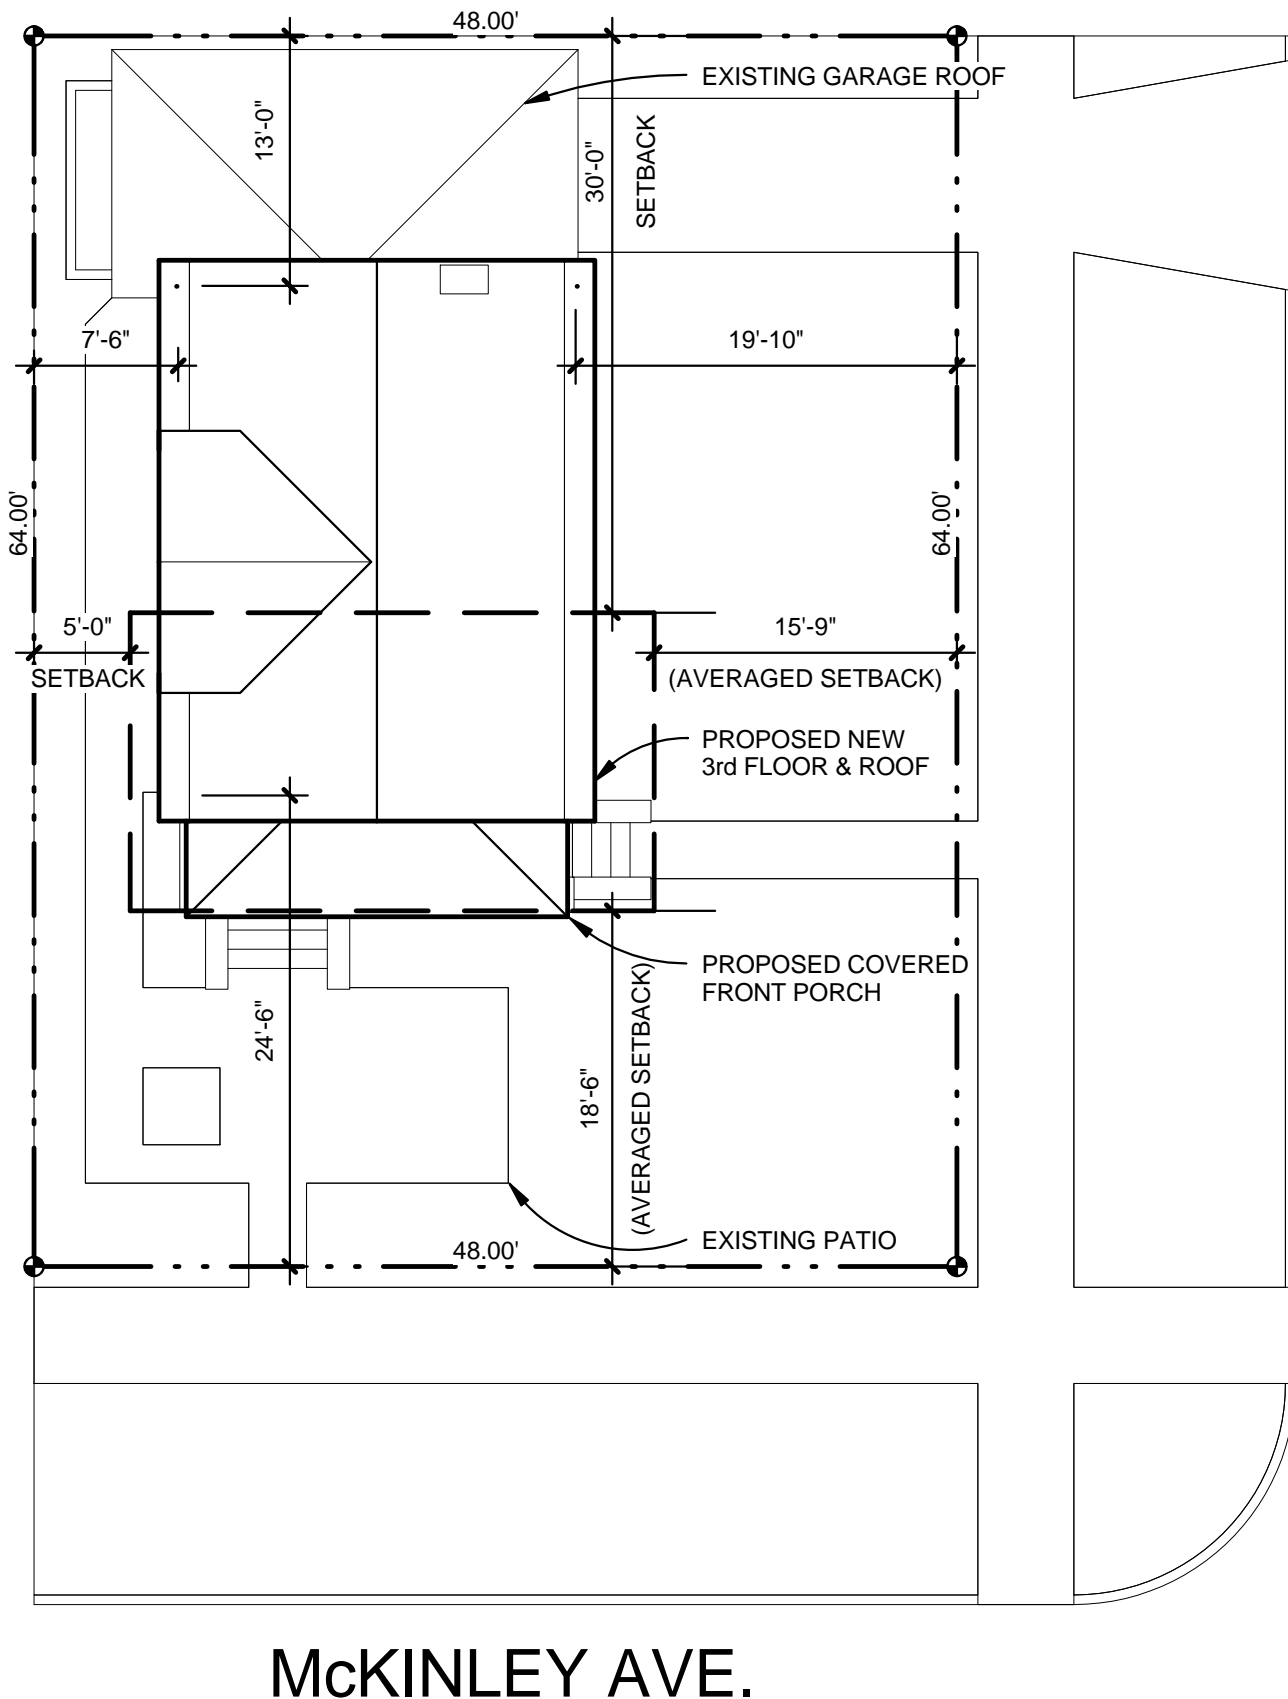 48.00'
EXISTING GARAGE ROOF
13'-0"
30'-0"
SETBACK
7'-6"
19'-10"
64.00'
64.00'
5'-0"
SETBACK
15'-9"
(AVERAGED SETBACK)
PROPOSED NEW
3rd FLOOR & ROOF
PROPOSED COVERED
FRONT PORCH
24'-6"
18'-6"
(AVERAGED SETBACK)
EXISTING PATIO
48.00'
McKINLEY AVE.